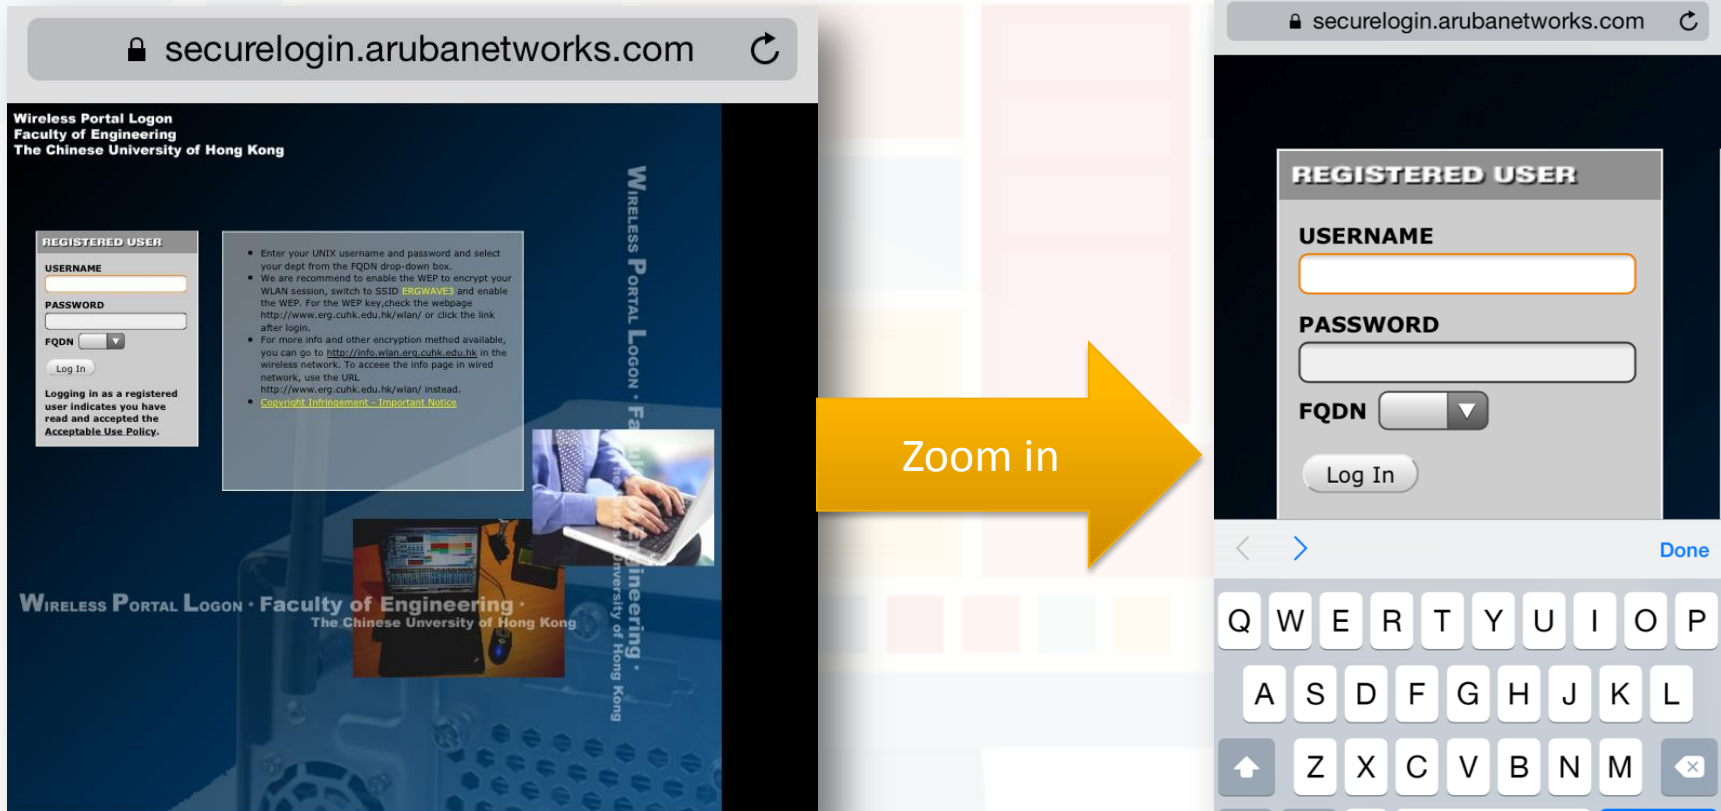 securelogin.arubanetworks.com
Wireless Portal Logon
Faculty of Engineering
The Chinese University of Hong Kong
REGISTERED USER
USERNAME
PASSWORD
FQDN
Log In
Logging in as a registered
user indicates you have
read and accepted the
Acceptable Use Policy.
• Enter your UNIX username and password and select
your dept from the FQDN drop-down box.
• We are recommend to enable the WEP to encrypt your
WLAN session, switch to SSID ERGWAVE3 and enable
the WEP. For the WEP key,check the webpage
http://www.erg.cuhk.edu.hk/wlan/ or click the link
after login.
• For more info and other encryption method available,
you can go to http://info.wlan.erg.cuhk.edu.hk in the
wireless network. To acceee the info page in wired
network, use the URL
http://www.erg.cuhk.edu.hk/wlan/ instead.
• Copyright Infringement - Important Notice
WIRELESS PORTAL LOGON · Faculty of Engineering ·
The Chinese Unversity of Hong Kong
WIRELESS PORTAL LOGON · Faculty of Engineering ·
Unversity of Hong Kong
Zoom in
securelogin.arubanetworks.com
REGISTERED USER
USERNAME
PASSWORD
FQDN
Log In
Done
Q W E R T Y U I O P
A S D F G H J K L
Z X C V B N M